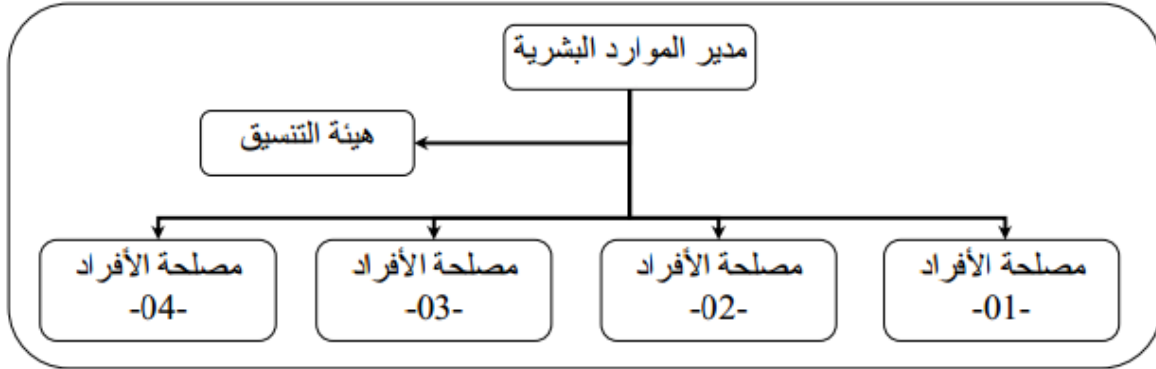 مدير الموارد البشرية
هيئة التنسيق
مصلحة الأفراد
-01-
مصلحة الأفراد
-02-
مصلحة الأفراد
-03-
مصلحة الأفراد
-04-